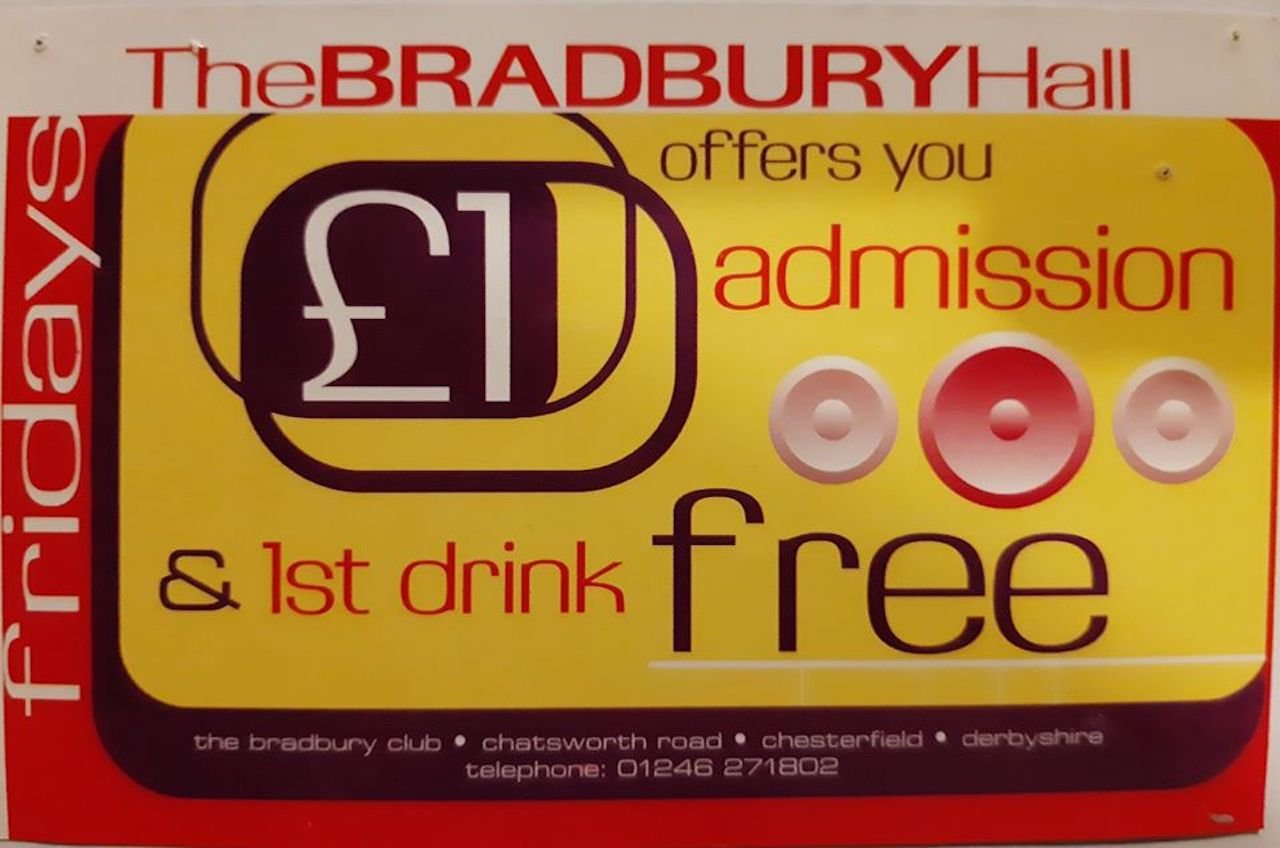 TheBRADBURYHall
fridays
£1
offers you
admission
& 1st drink free
the bradbury club • chatsworth road • chesterfield • derbyshire
telephone: 01246 271802